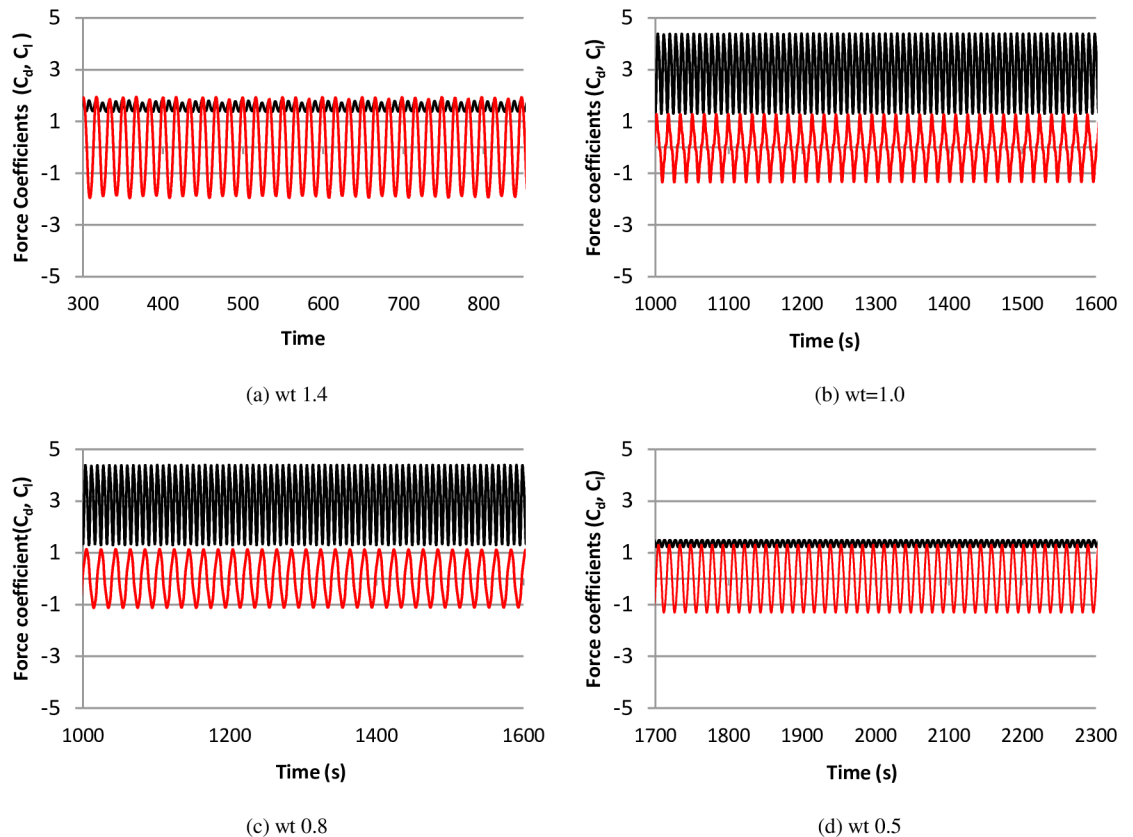 5
3
1
-1
-3
-5
Force Coefficients (Cd, Cl)
300 400 500 600 700 800
Time
(a) wt 1.4
5
3
1
-1
-3
-5
Force coefficients (Cd, Cl)
1000 1100 1200 1300 1400 1500 1600
Time (s)
(b) wt=1.0
5
3
1
-1
-3
-5
Force coefficient(Cd, Cl)
1000 1200 1400 1600
Time (s)
(c) wt 0.8
5
3
1
-1
-3
-5
Force coefficients (Cd, Cl)
1700 1800 1900 2000 2100 2200 2300
Time (s)
(d) wt 0.5